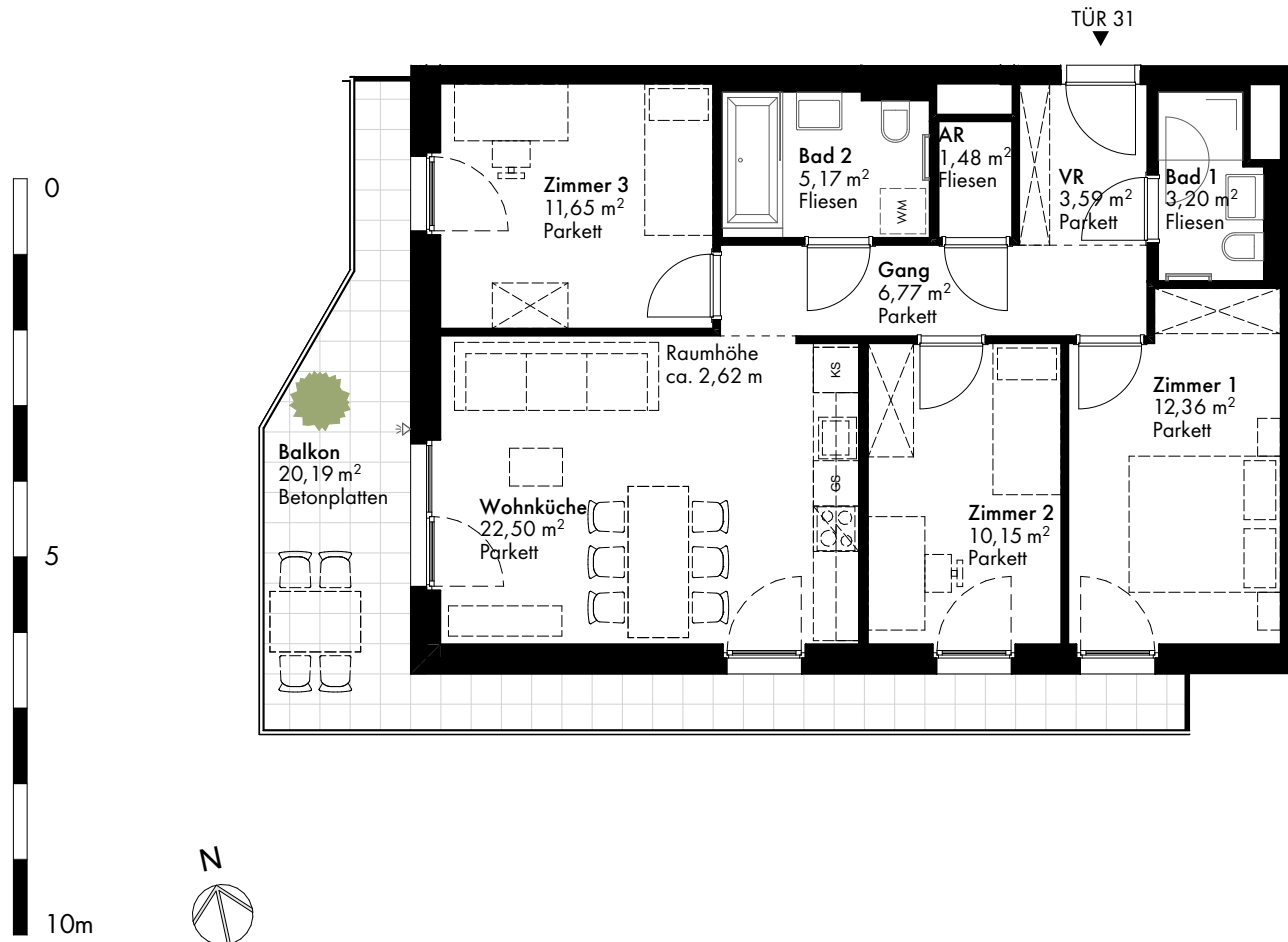 TÜR 31
Zimmer 3
11,65 m²
Parkett
Bad 2
5,17 m²
Fliesen
WM
AR
1,48 m²
Fliesen
VR
3,59 m²
Parkett
Bad 1
3,20 m²
Fliesen
Gang
6,77 m²
Parkett
Raumhöhe
ca. 2,62 m
KS
GS
Zimmer 1
12,36 m²
Parkett
Balkon
20,19 m²
Betonplatten
Wohnküche
22,50 m²
Parkett
Zimmer 2
10,15 m²
Parkett
0
5
10m
N